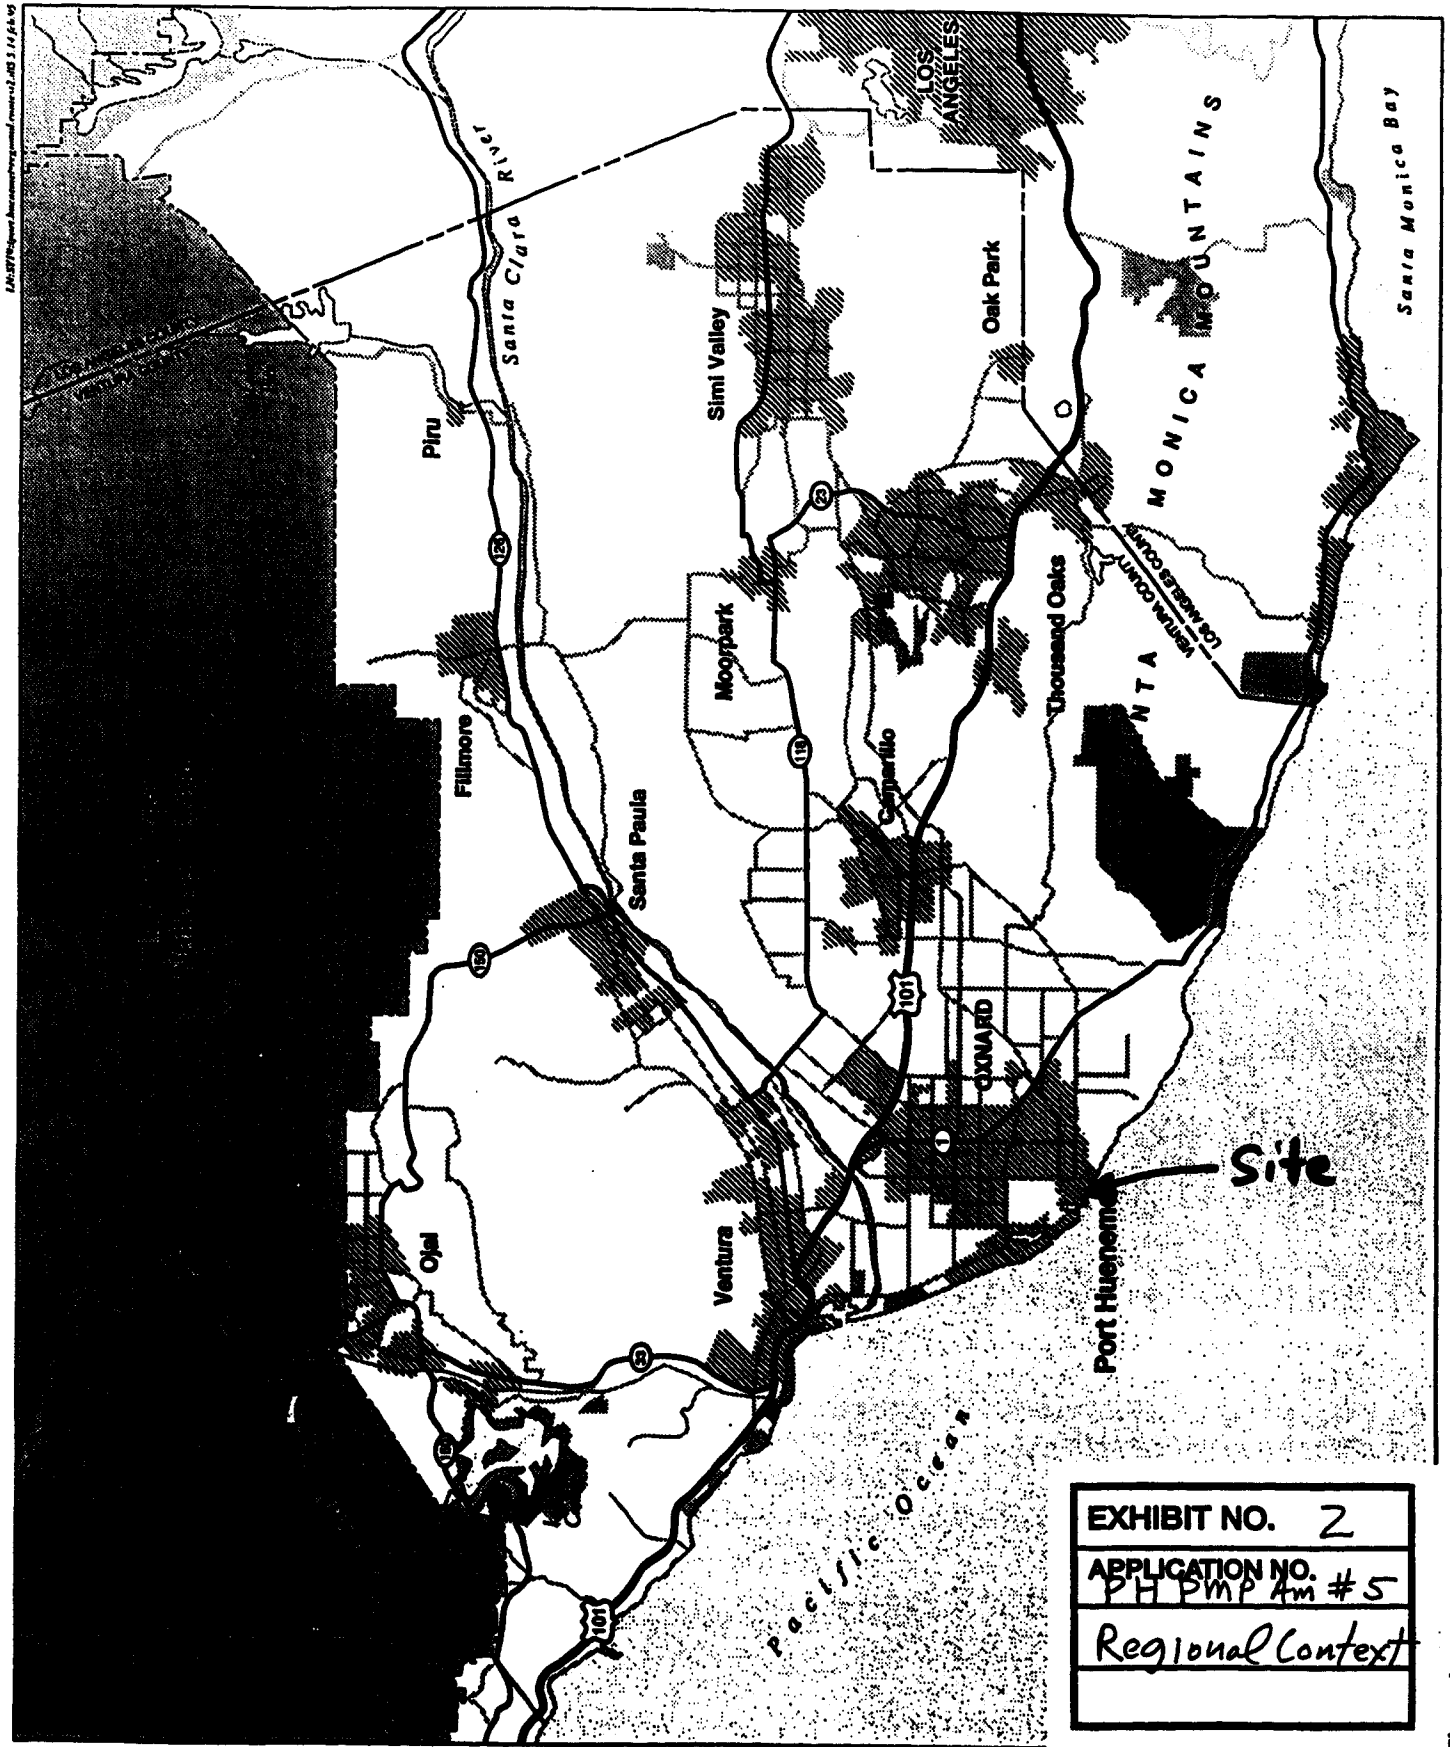 LOS
ANGELES
Santa Clara River
Piru
126
Simi Valley
Oak Park
23
SANTA MONICA MOUNTAINS
Santa Monica Bay
Fillmore
Moorpark
Thousand Oaks
VENTURA COUNTY
LOS ANGELES COUNTY
118
Camarillo
Santa Paula
150
101
OXNARD
1
Site
Ojai
Ventura
Port Hueneme
33
150
101
Pacific Ocean
EXHIBIT NO. 2
APPLICATION NO.
PH PMP Am #5
Regional Context